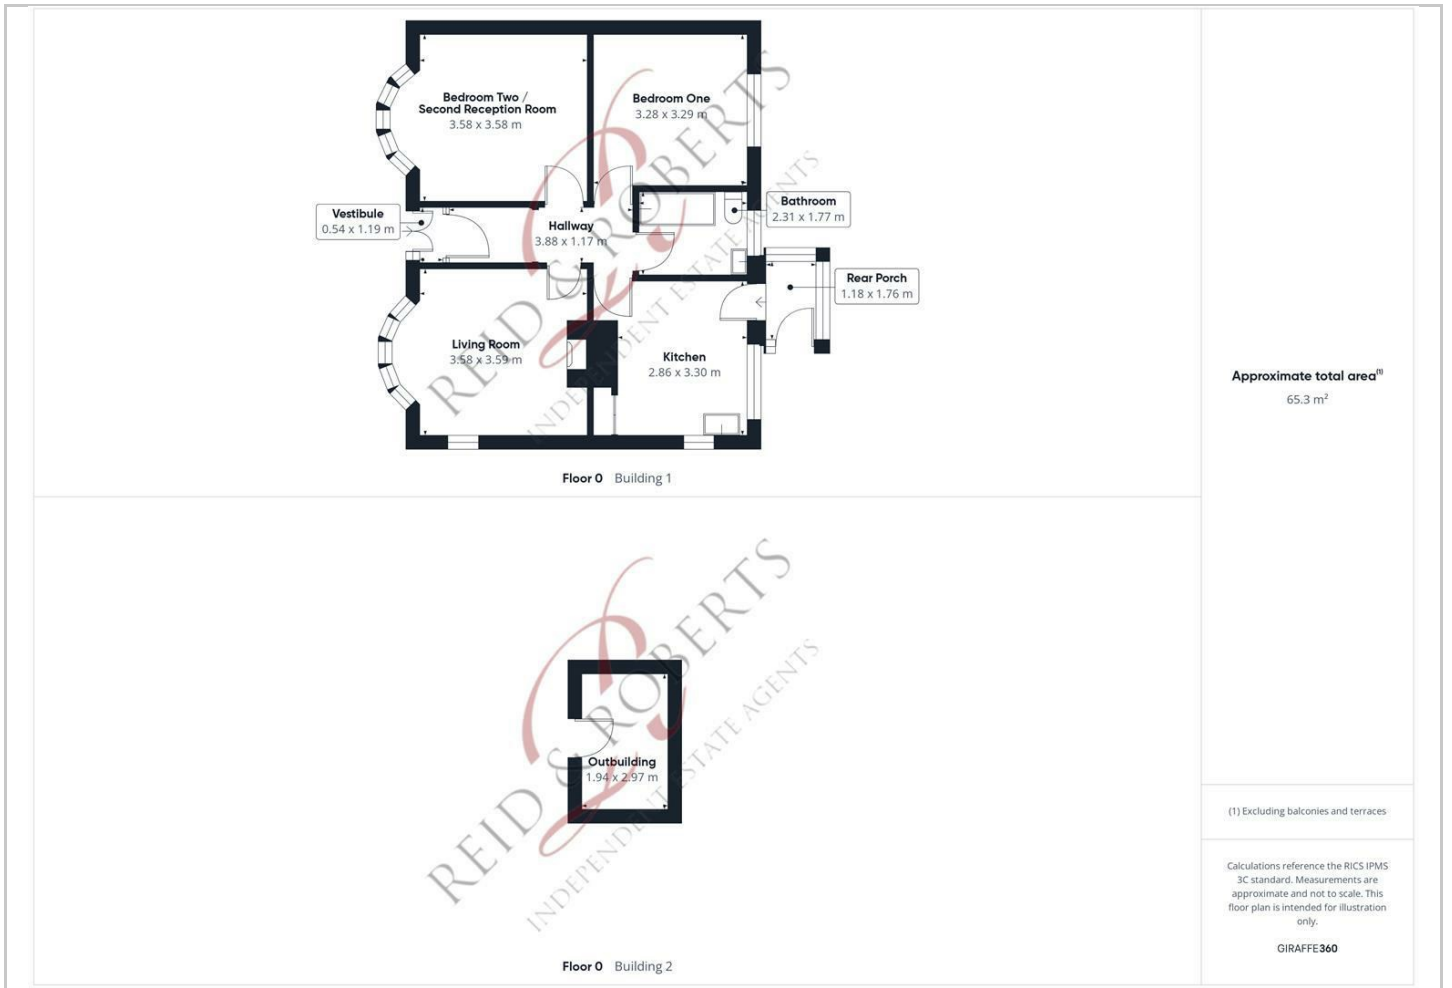 Bedroom Two /
Second Reception Room
3.58 x 3.58 m
Bedroom One
3.28 x 3.29 m
Vestibule
0.54 x 1.19 m
Hallway
3.88 x 1.17 m
Bathroom
2.31 x 1.77 m
Rear Porch
1.18 x 1.76 m
Living Room
3.58 x 3.59 m
Kitchen
2.86 x 3.30 m
REID & ROBERTS
INDEPENDENT ESTATE AGENTS
Floor 0 Building 1
Outbuilding
1.94 x 2.97 m
REID & ROBERTS
INDEPENDENT ESTATE AGENTS
Floor 0 Building 2
Approximate total area(1)
65.3 m²
(1) Excluding balconies and terraces
Calculations reference the RICS IPMS
3C standard. Measurements are
approximate and not to scale. This
floor plan is intended for illustration
only.
GIRAFFE360